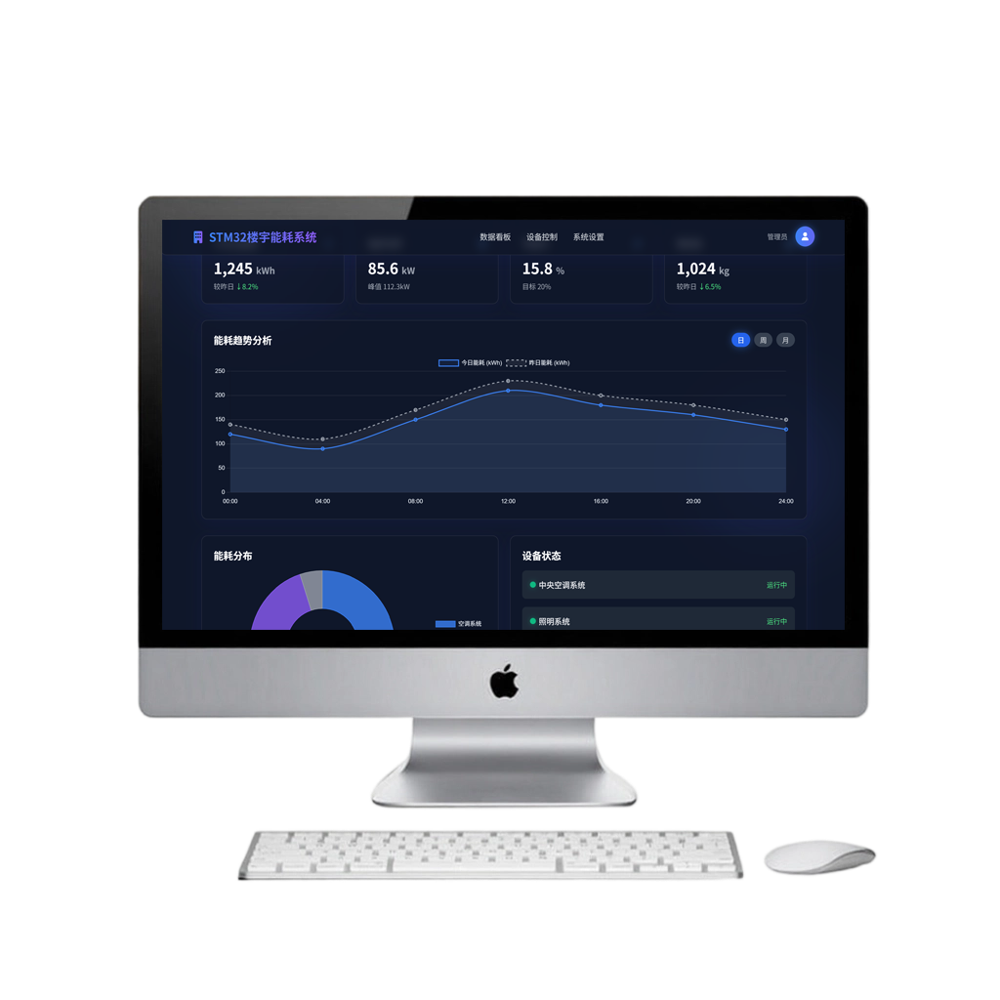 STM32楼宇能耗系统
数据看板 设备控制 系统设置
管理员
1,245 kWh
较昨日 ↓8.2%
85.6 kW
峰值 112.3kW
15.8 %
目标 20%
1,024 kg
较昨日 ↓6.5%
能耗趋势分析
日 周 月
今日能耗 (kWh) 昨日能耗 (kWh)
250
200
150
100
50
0
00:00 04:00 08:00 12:00 16:00 20:00 24:00
能耗分布
空调系统
设备状态
中央空调系统 运行中
照明系统 运行中